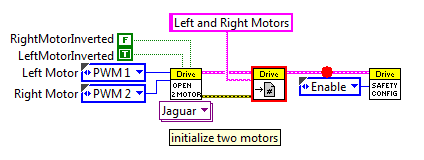 Left and Right Motors
RightMotorInverted F
LeftMotorInverted T
Left Motor PWM 1
Right Motor PWM 2
Drive
OPEN
2 MOTOR
Jaguar
Drive
#
Enable
Drive
SAFETY
CONFIG
initialize two motors